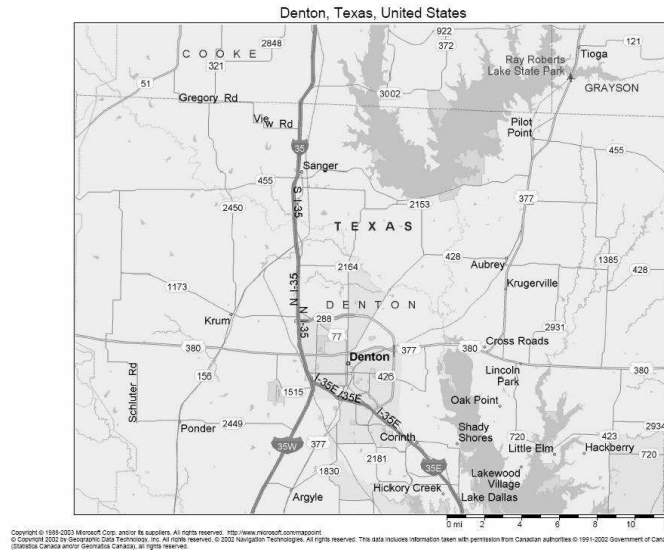 Denton, Texas, United States
922
372
121
Tioga
COOKE
2848
321
Ray Roberts
Lake State Park
GRAYSON
51
Gregory Rd
3002
Vie
w Rd
Pilot
Point
35
Sanger
455
455
S I-35
2450
2153
377
TEXAS
428
1385
2164
Aubrey
428
1173
N I-35
N I-35
DENTON
Krugerville
Krum
288
77
2931
380
Denton
377
380
Cross Roads
380
156
Schluter Rd
I-35E
I35E
426
Lincoln
Park
1515
I-35E
Oak Point
Ponder
2449
Shady
Shores
2934
35W
377
Corinth
720
423
Little Elm
Hackberry
2181
35E
720
1830
Lakewood
Village
Argyle
Hickory Creek
Lake Dallas
0 mi
2
4
6
8
10
Copyright © 1988-2003 Microsoft Corp. and/or its suppliers. All rights reserved. http://www.microsoft.com/mappoint
© Copyright 2002 by Geographic Data Technology, Inc. All rights reserved. © 2002 Navigation Technologies. All rights reserved. This data includes information taken with permission from Canadian authorities © 1991-2002 Government of Cana
(Statistics Canada and/or Geomatics Canada), all rights reserved.